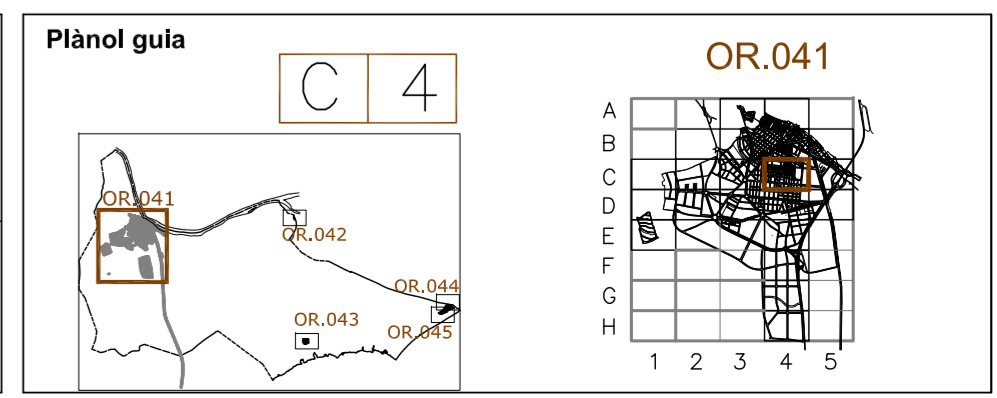 Plànol guia
C 4
OR.041
OR.042
OR.044
OR.043
OR.045
OR.041
A
B
C
D
E
F
G
H
1 2 3 4 5